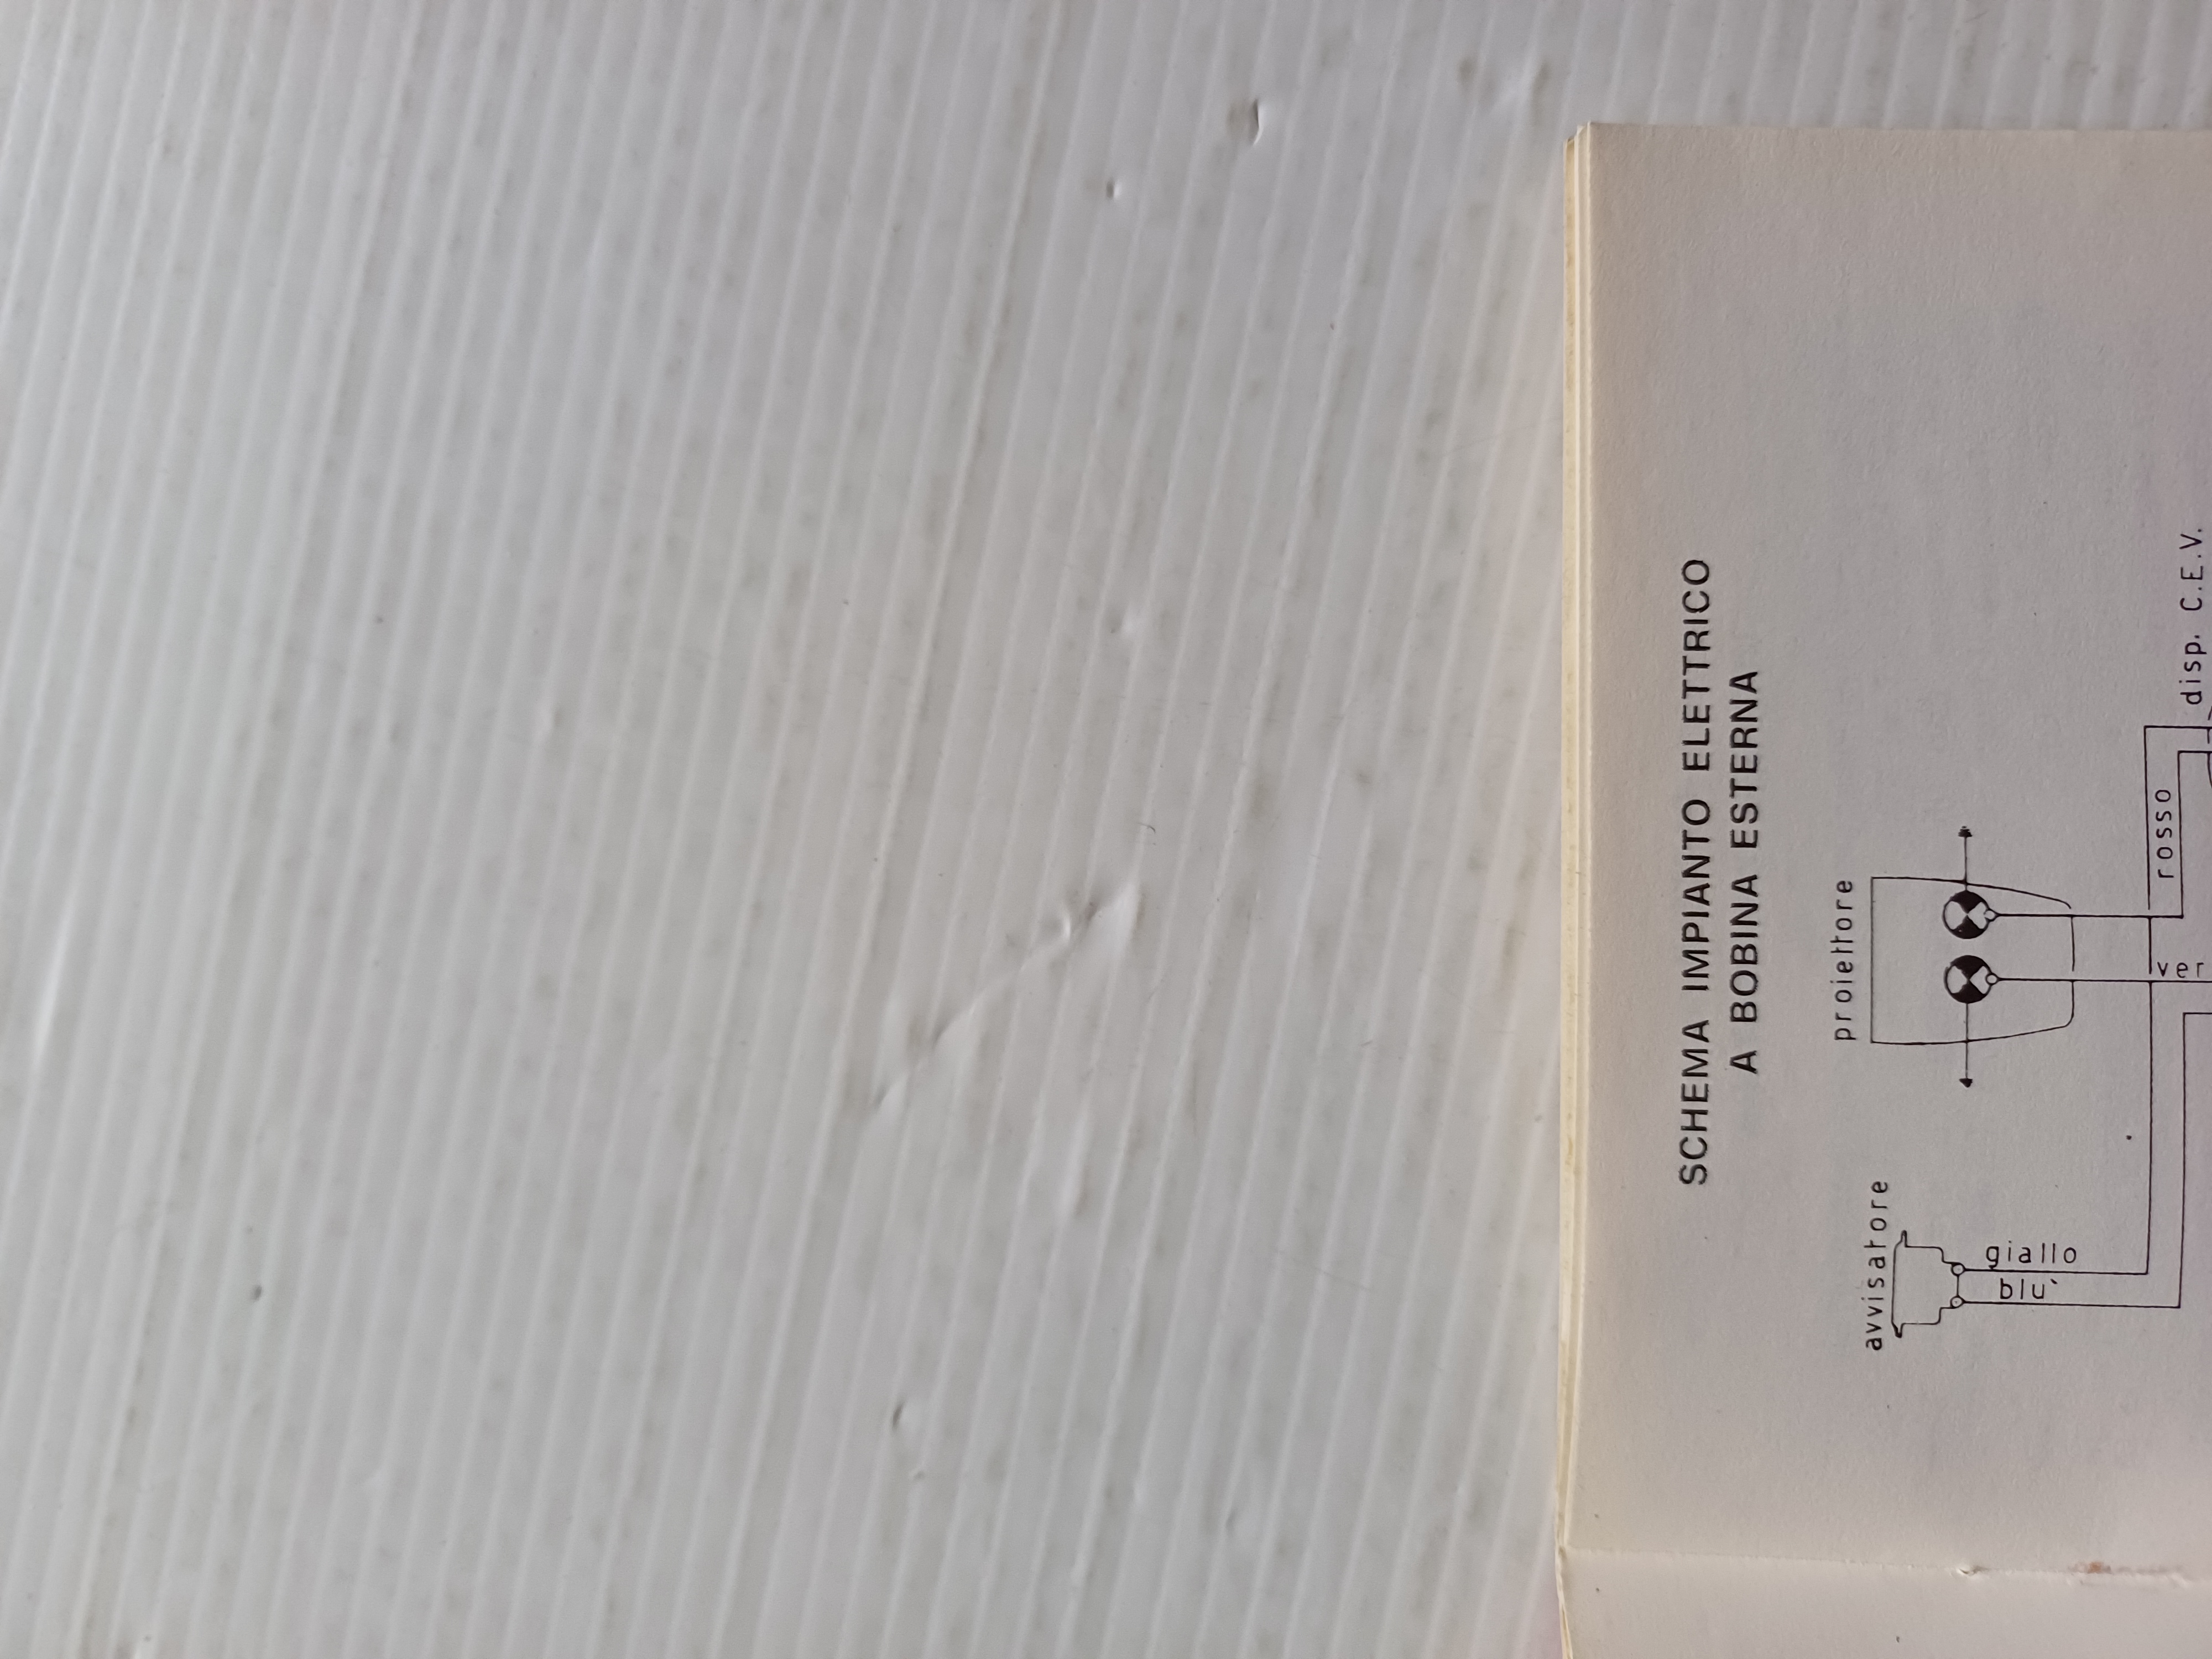 SCHEMA IMPIANTO ELETTRICO
A BOBINA ESTERNA
proiettore
avvisatore
giallo
blu`
rosso
ver
disp. C.E.V.